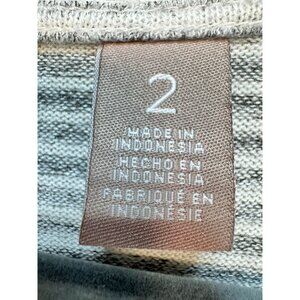 2
MADE IN
INDONESIA
HECHO EN
INDONESIA
FABRIQUÉ EN
INDONÉSIE